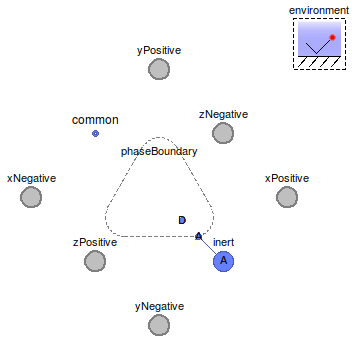 environment
yPositive
common
zNegative
phaseBoundary
xNegative
xPositive
D
A
zPositive
inert
A
yNegative